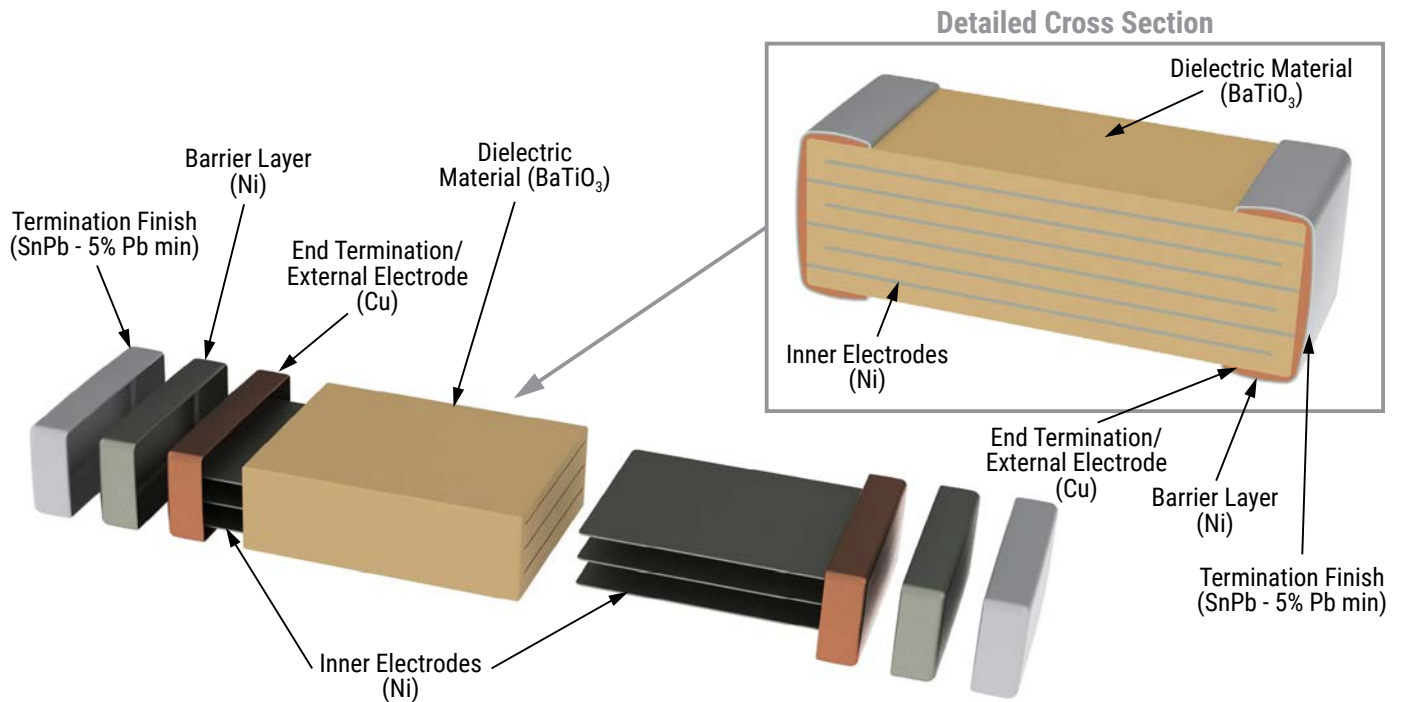 Detailed Cross Section
Dielectric Material
(BaTiO₃)
Inner Electrodes
(Ni)
End Termination/
External Electrode
(Cu)
Barrier Layer
(Ni)
Termination Finish
(SnPb - 5% Pb min)
Termination Finish
(SnPb - 5% Pb min)
Barrier Layer
(Ni)
End Termination/
External Electrode
(Cu)
Dielectric
Material (BaTiO₃)
Inner Electrodes
(Ni)